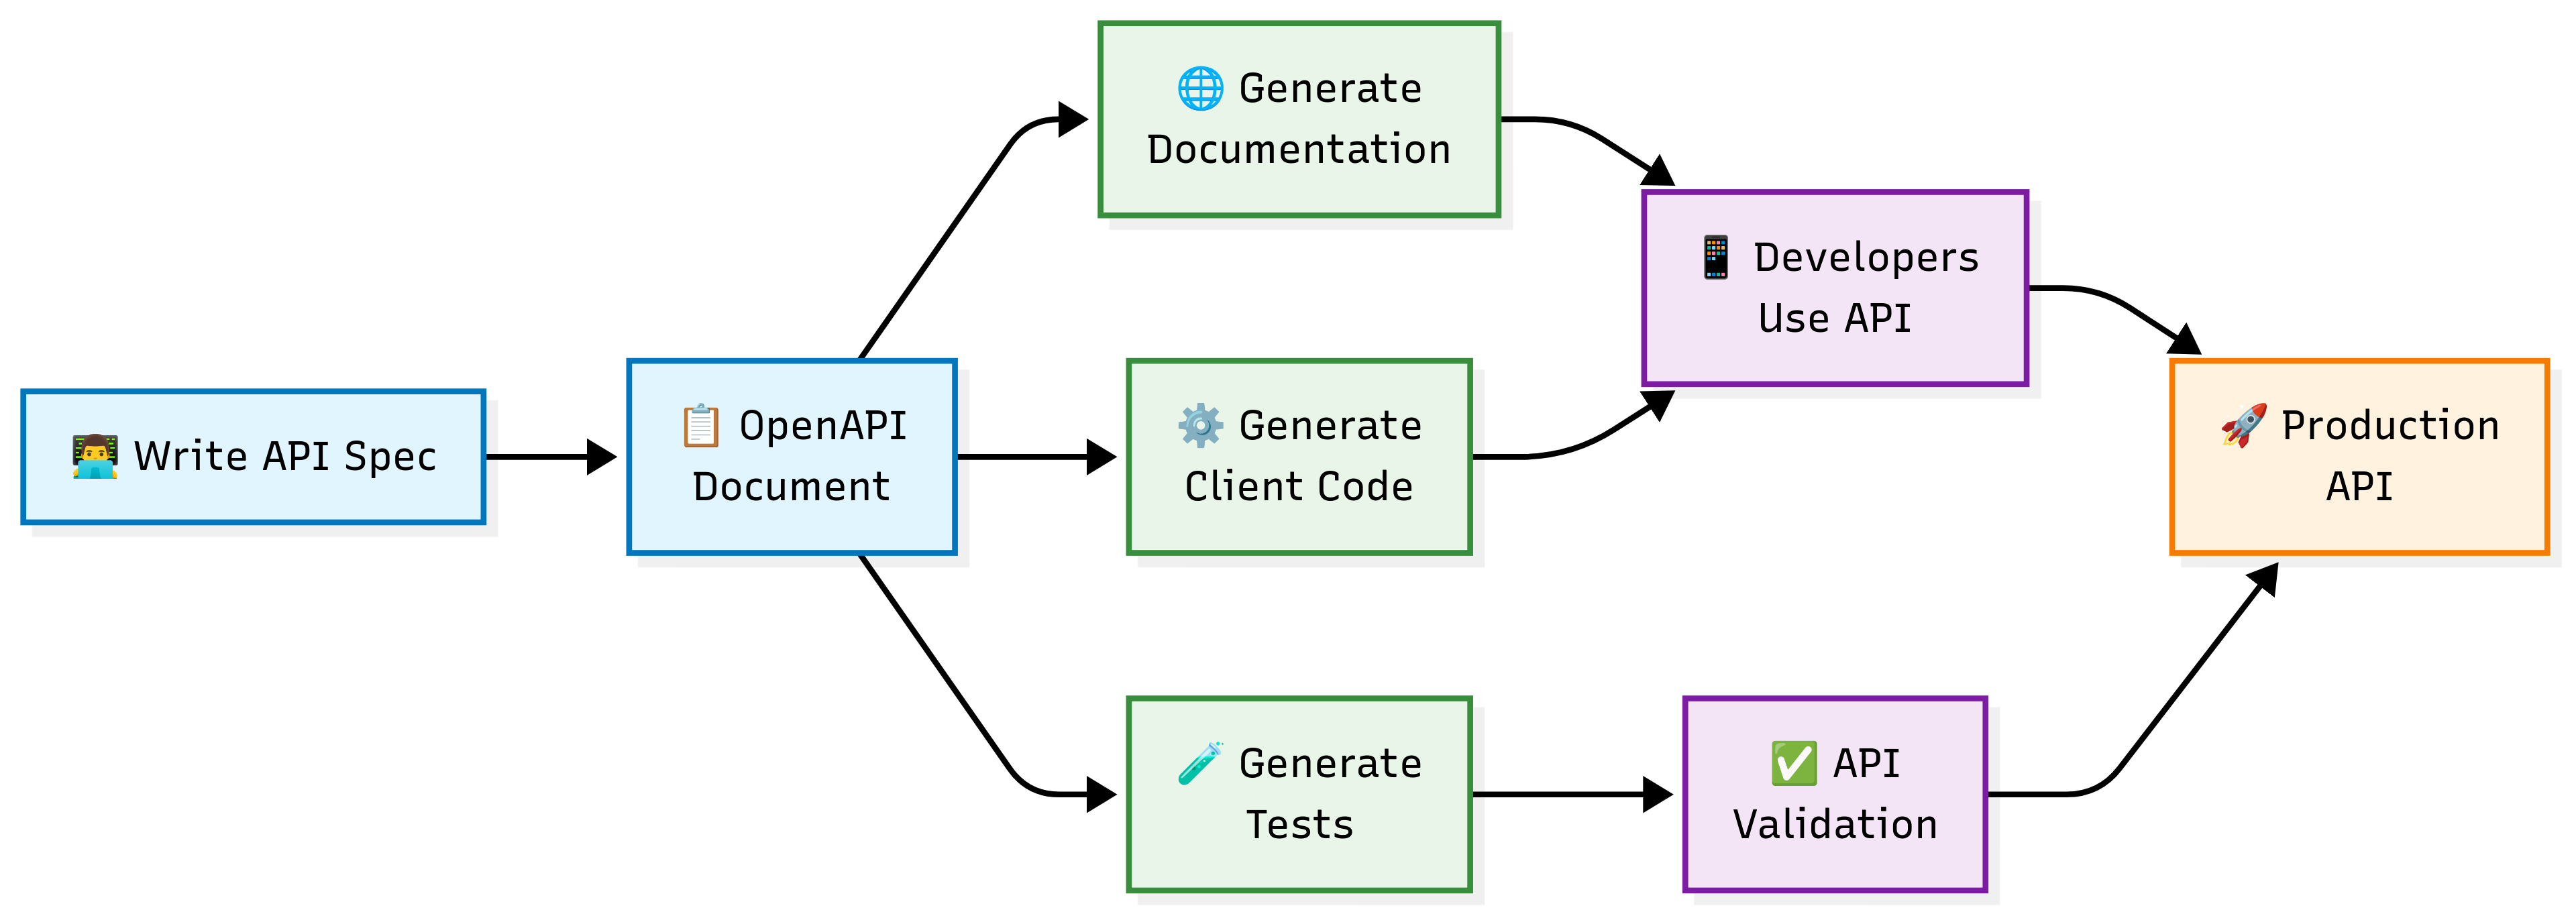 Write API Spec
OpenAPI
Document
Generate
Documentation
Generate
Client Code
Generate
Tests
Developers
Use API
API
Validation
Production
API